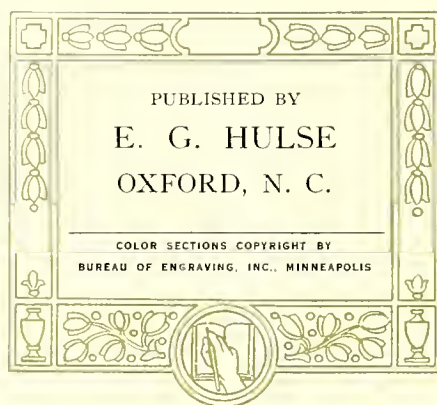 PUBLISHED BY
E. G. HULSE
OXFORD, N. C.
COLOR SECTIONS COPYRIGHT BY
BUREAU OF ENGRAVING, INC., MINNEAPOLIS